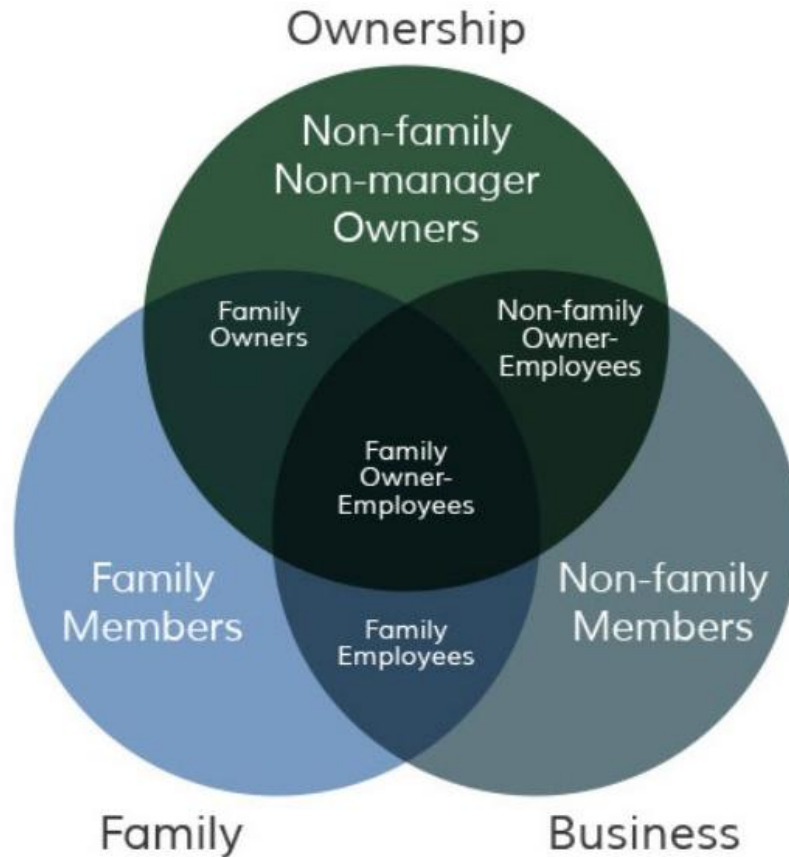 Ownership
Non-family
Non-manager
Owners
Family
Owners
Non-family
Owner-
Employees
Family
Owner-
Employees
Family
Members
Non-family
Members
Family
Employees
Family
Business